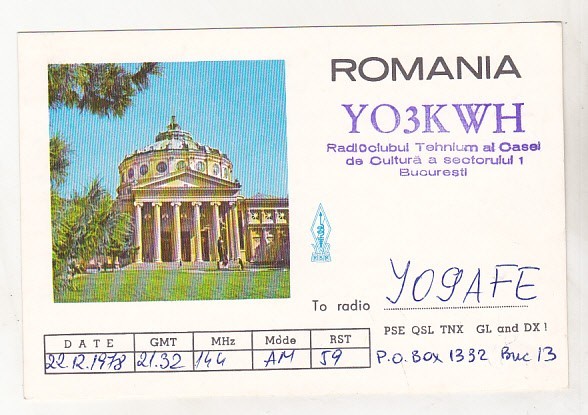 ROMANIA
YO3KWH
Radioclubul Tehnium al Casei
de Cultură a sectorului 1
București
To radio YO9AFE
PSE QSL TNX GL and DX !
DATE GMT MHz Mode RST
22.12.1978 21.32 144 AM 59
P.O. Box 1332 Buc 13